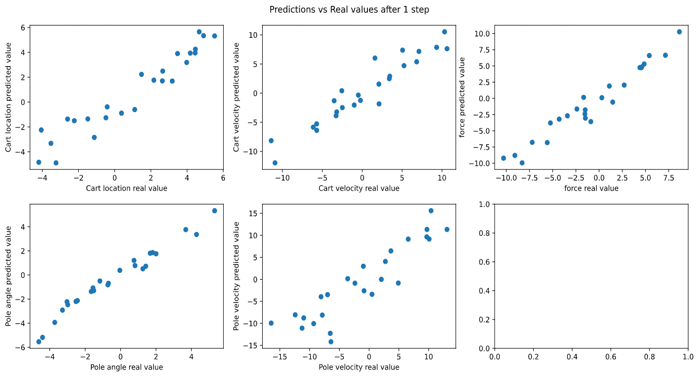 Predictions vs Real values after 1 step
Cart location predicted value
6
4
2
0
−2
−4
−4 −2 0 2 4
Cart location real value
Cart velocity predicted value
10
5
0
−5
−10
−10 −5 0 5 10
Cart velocity real value
force predicted value
10.0
7.5
5.0
2.5
0.0
−2.5
−5.0
−7.5
−10.0
−10.0 −7.5 −5.0 −2.5 0.0 2.5 5.0 7.5
force real value
Pole angle predicted value
4
2
0
−2
−4
−6
−4 −2 0 2 4
Pole angle real value
Pole velocity predicted value
15
10
5
0
−5
−10
−15
−15 −10 −5 0 5 10
Pole velocity real value
1.0
0.8
0.6
0.4
0.2
0.0
0.0 0.2 0.4 0.6 0.8 1.0